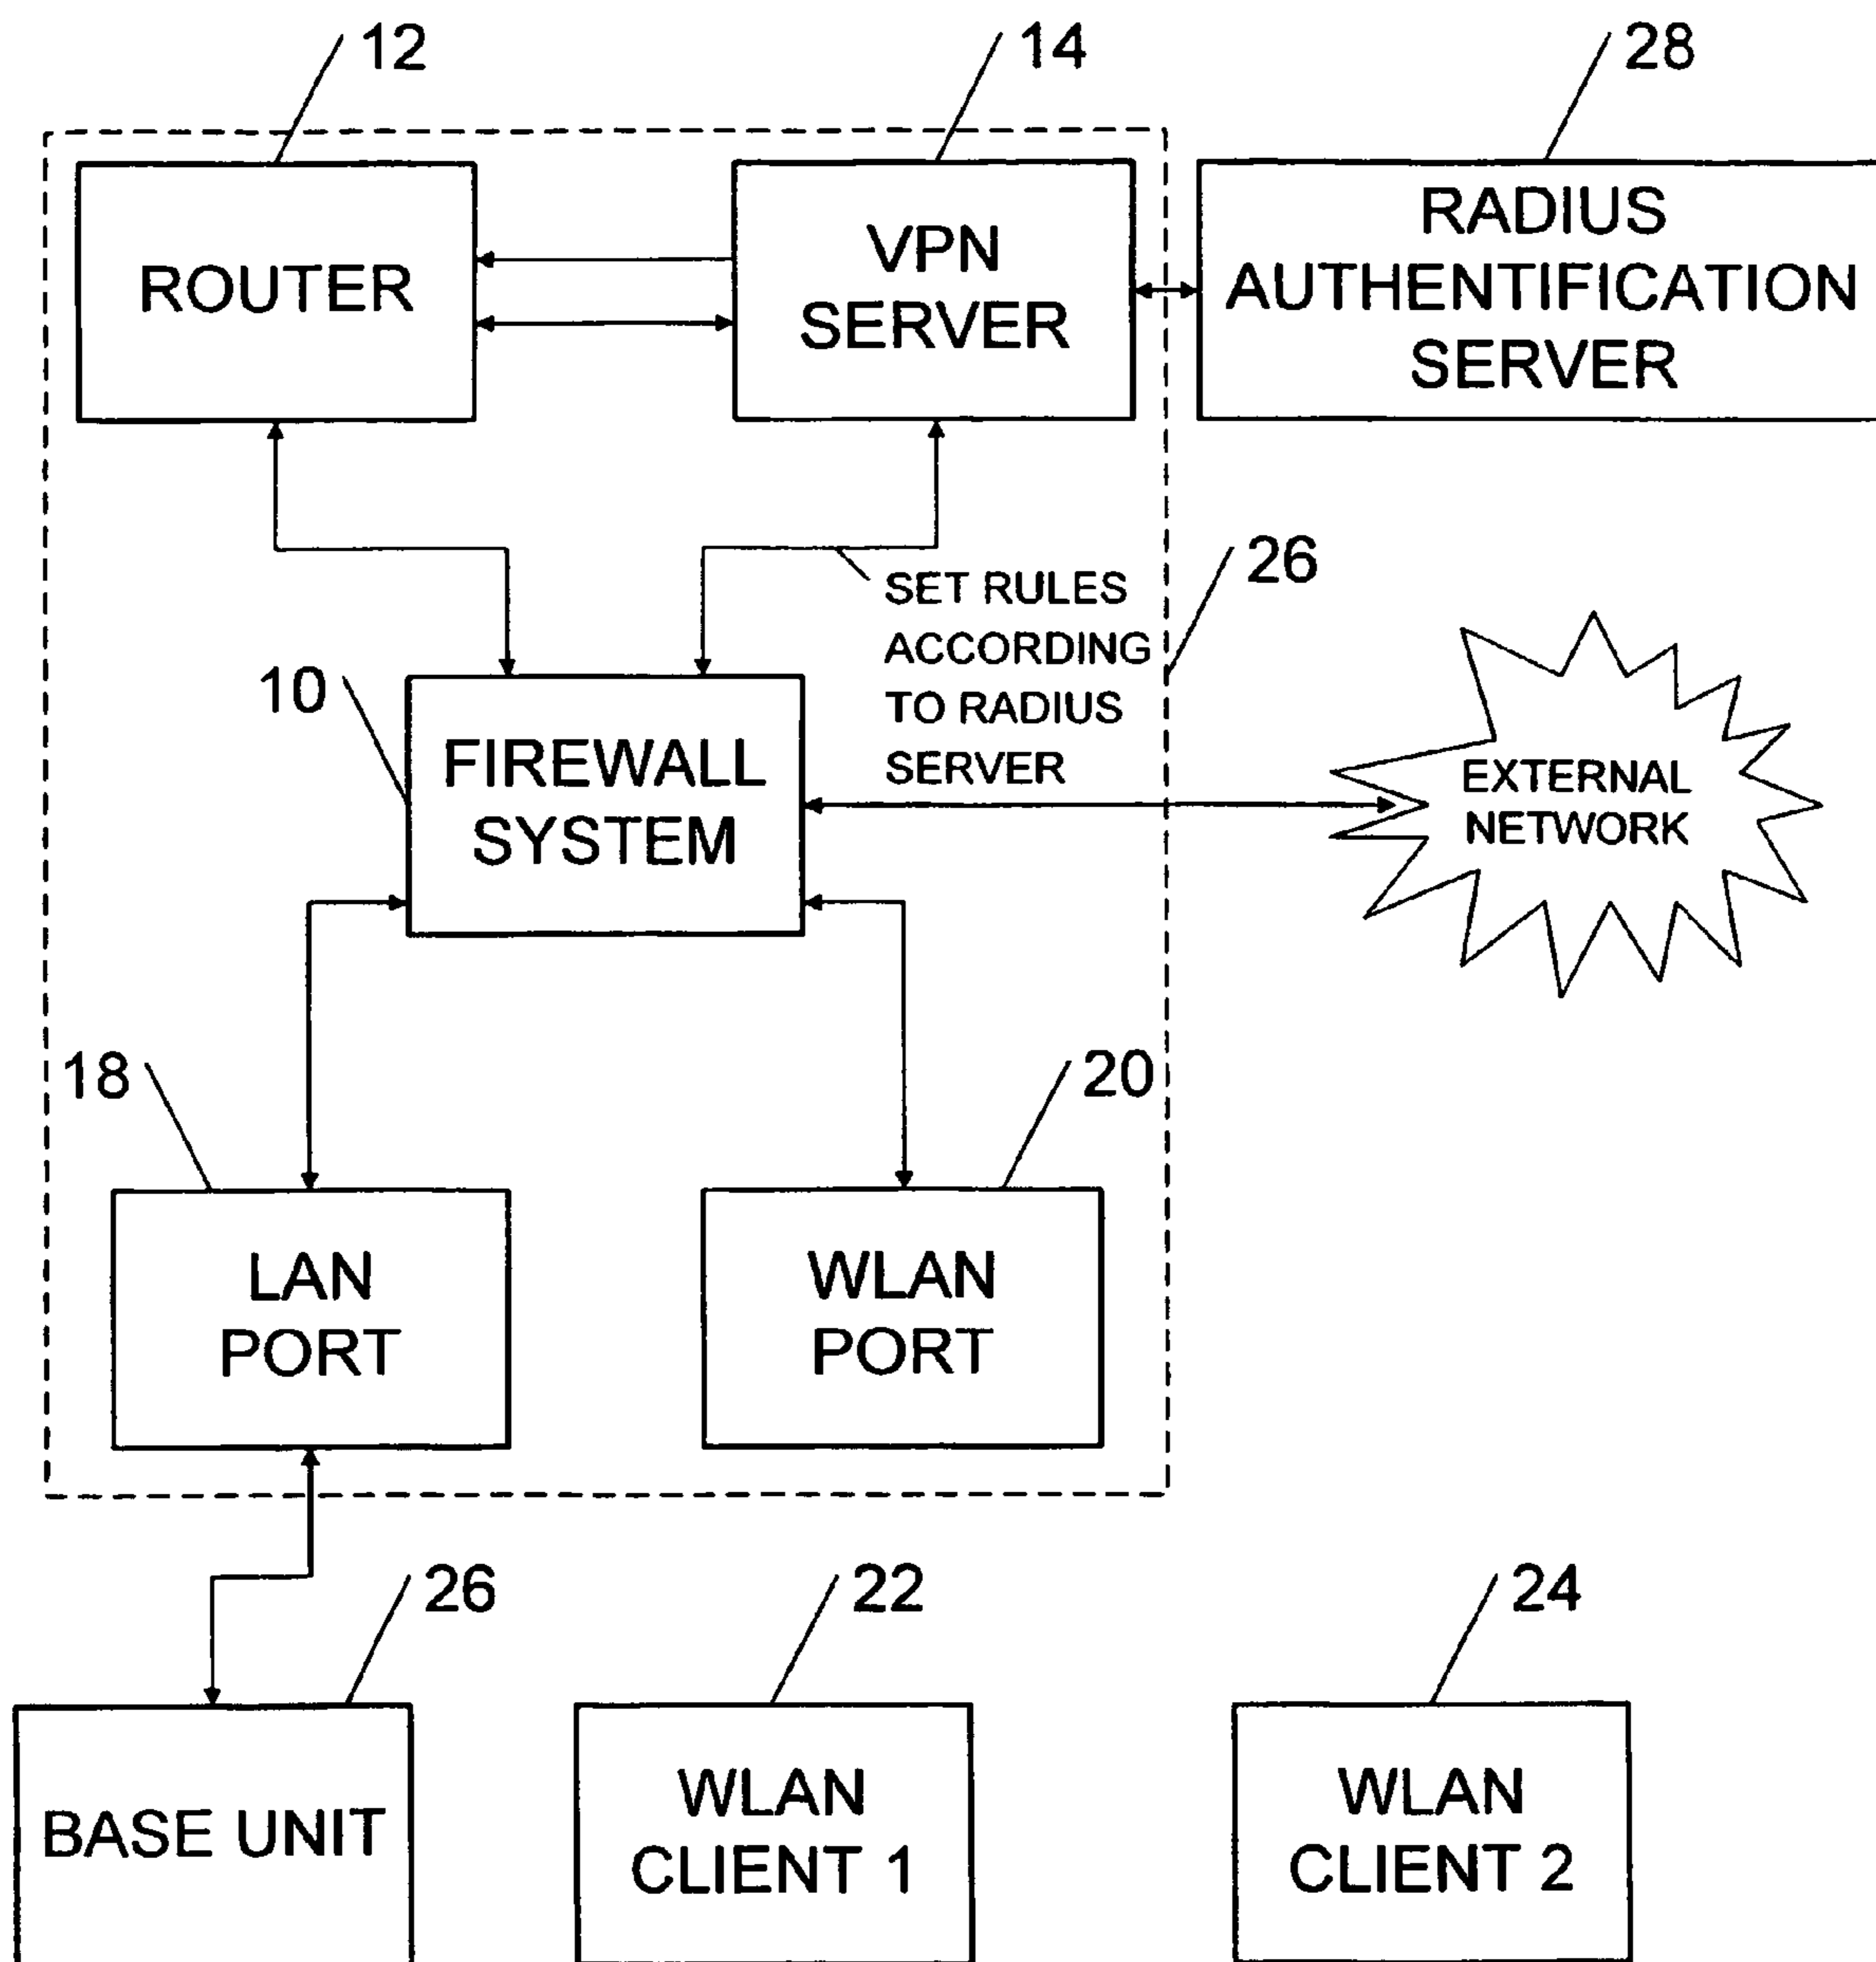 12
14
28
ROUTER
VPN
SERVER
RADIUS
AUTHENTIFICATION
SERVER
SET RULES
ACCORDING
TO RADIUS
SERVER
26
10
FIREWALL
SYSTEM
EXTERNAL
NETWORK
18
20
LAN
PORT
WLAN
PORT
26
22
24
BASE UNIT
WLAN
CLIENT 1
WLAN
CLIENT 2